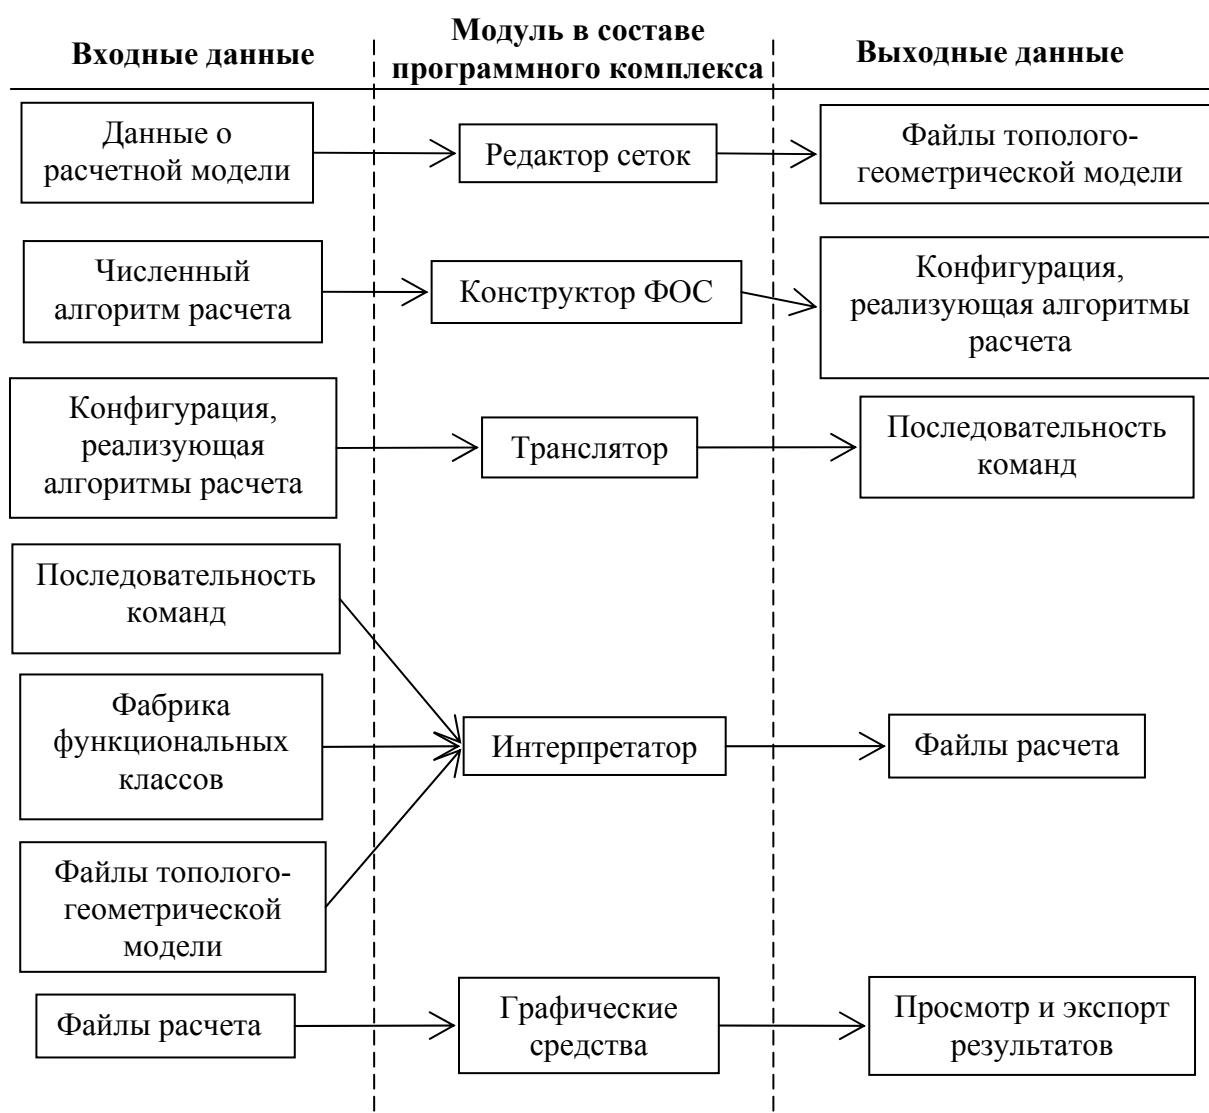 Входные данные
Модуль в составе
программного комплекса
Выходные данные
Данные о
расчетной модели
Редактор сеток
Файлы тополого-
геометрической модели
Численный
алгоритм расчета
Конструктор ФОС
Конфигурация,
реализующая алгоритмы
расчета
Конфигурация,
реализующая
алгоритмы расчета
Транслятор
Последовательность
команд
Последовательность
команд
Фабрика
функциональных
классов
Файлы тополого-
геометрической
модели
Интерпретатор
Файлы расчета
Файлы расчета
Графические
средства
Просмотр и экспорт
результатов